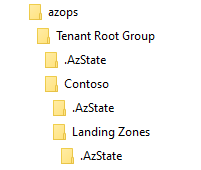 azops
Tenant Root Group
.AzState
Contoso
.AzState
Landing Zones
.AzState